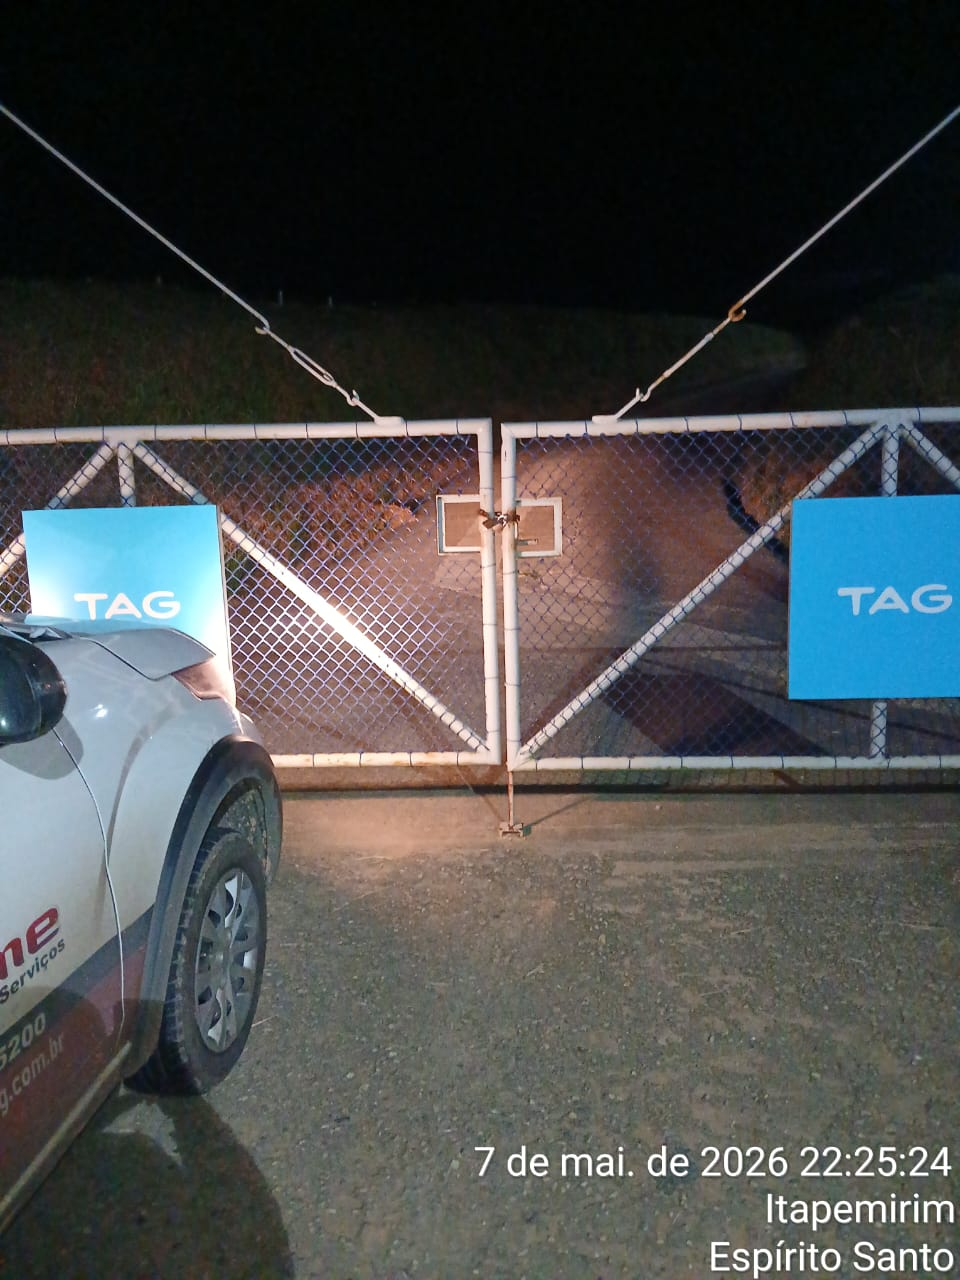 TAG
TAG
me
Serviços
5200
g.com.br
7 de mai. de 2026 22:25:24
Itapemirim
Espírito Santo